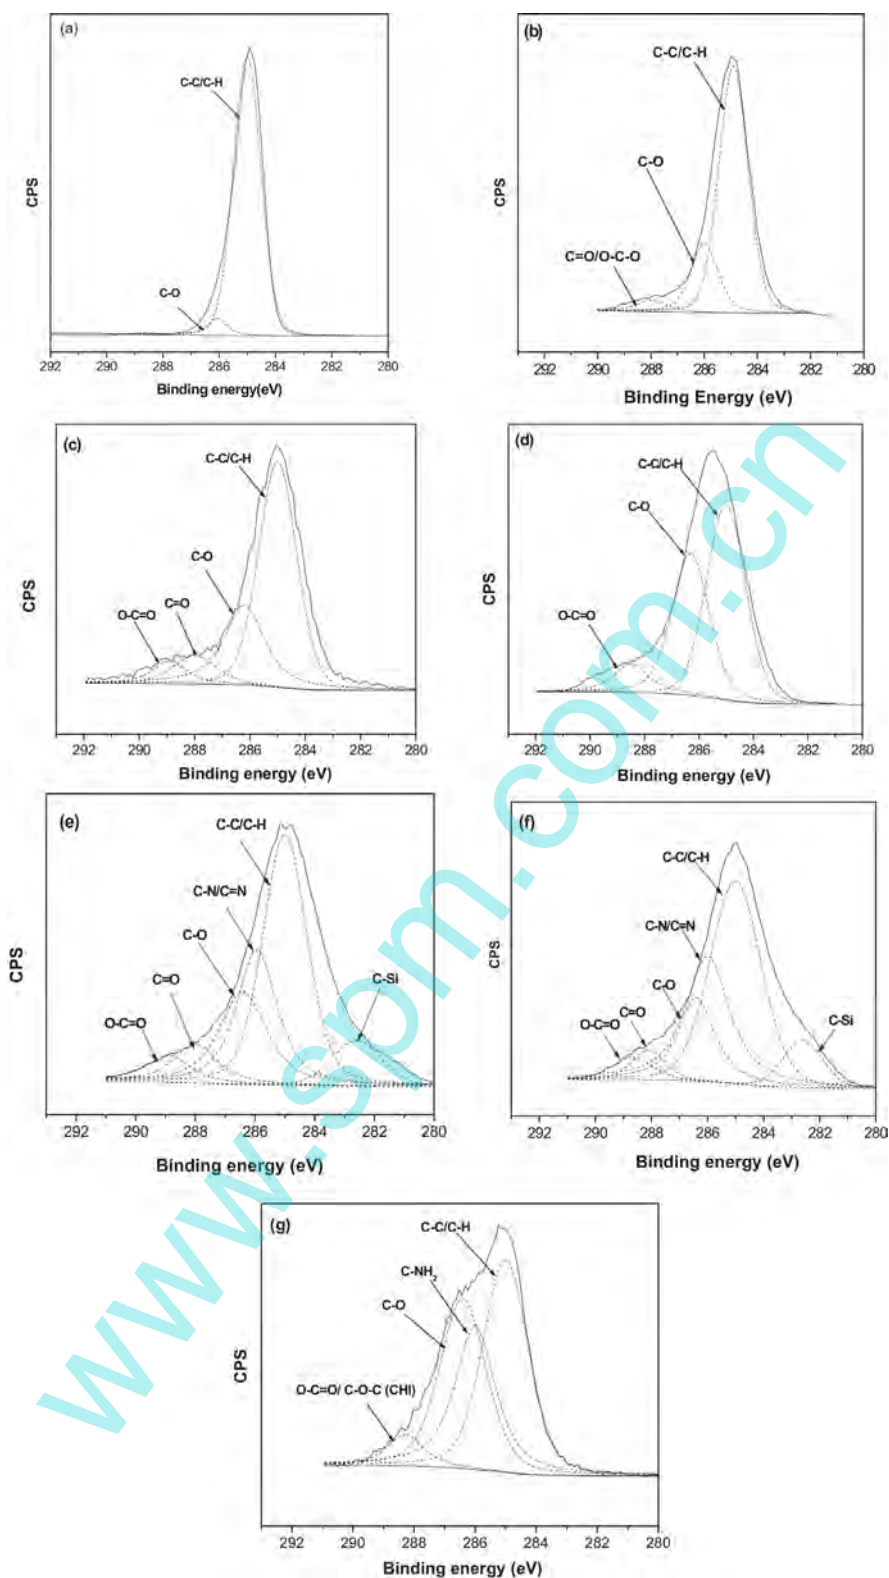 (a)
C-C/C-H
C-O
CPS
292 290 288 286 284 282 280
Binding energy(eV)
(b)
C-C/C-H
C-O
C=O/O-C-O
CPS
292 290 288 286 284 282 280
Binding Energy (eV)
(c)
C-C/C-H
C-O
C=O
O-C=O
CPS
292 290 288 286 284 282 280
Binding energy (eV)
(d)
C-C/C-H
C-O
O-C=O
CPS
292 290 288 286 284 282 280
Binding energy (eV)
(e)
C-C/C-H
C-N/C=N
C-O
C=O
O-C=O
C-Si
CPS
292 290 288 286 284 282 280
Binding energy (eV)
(f)
C-C/C-H
C-N/C=N
C-O
C=O
O-C=O
C-Si
CPS
292 290 288 286 284 282 280
Binding energy (eV)
(g)
C-C/C-H
C-NH2
C-O
O-C=O/ C-O-C (CHI)
CPS
292 290 288 286 284 282 280
Binding energy (eV)
www.spm.com.cn